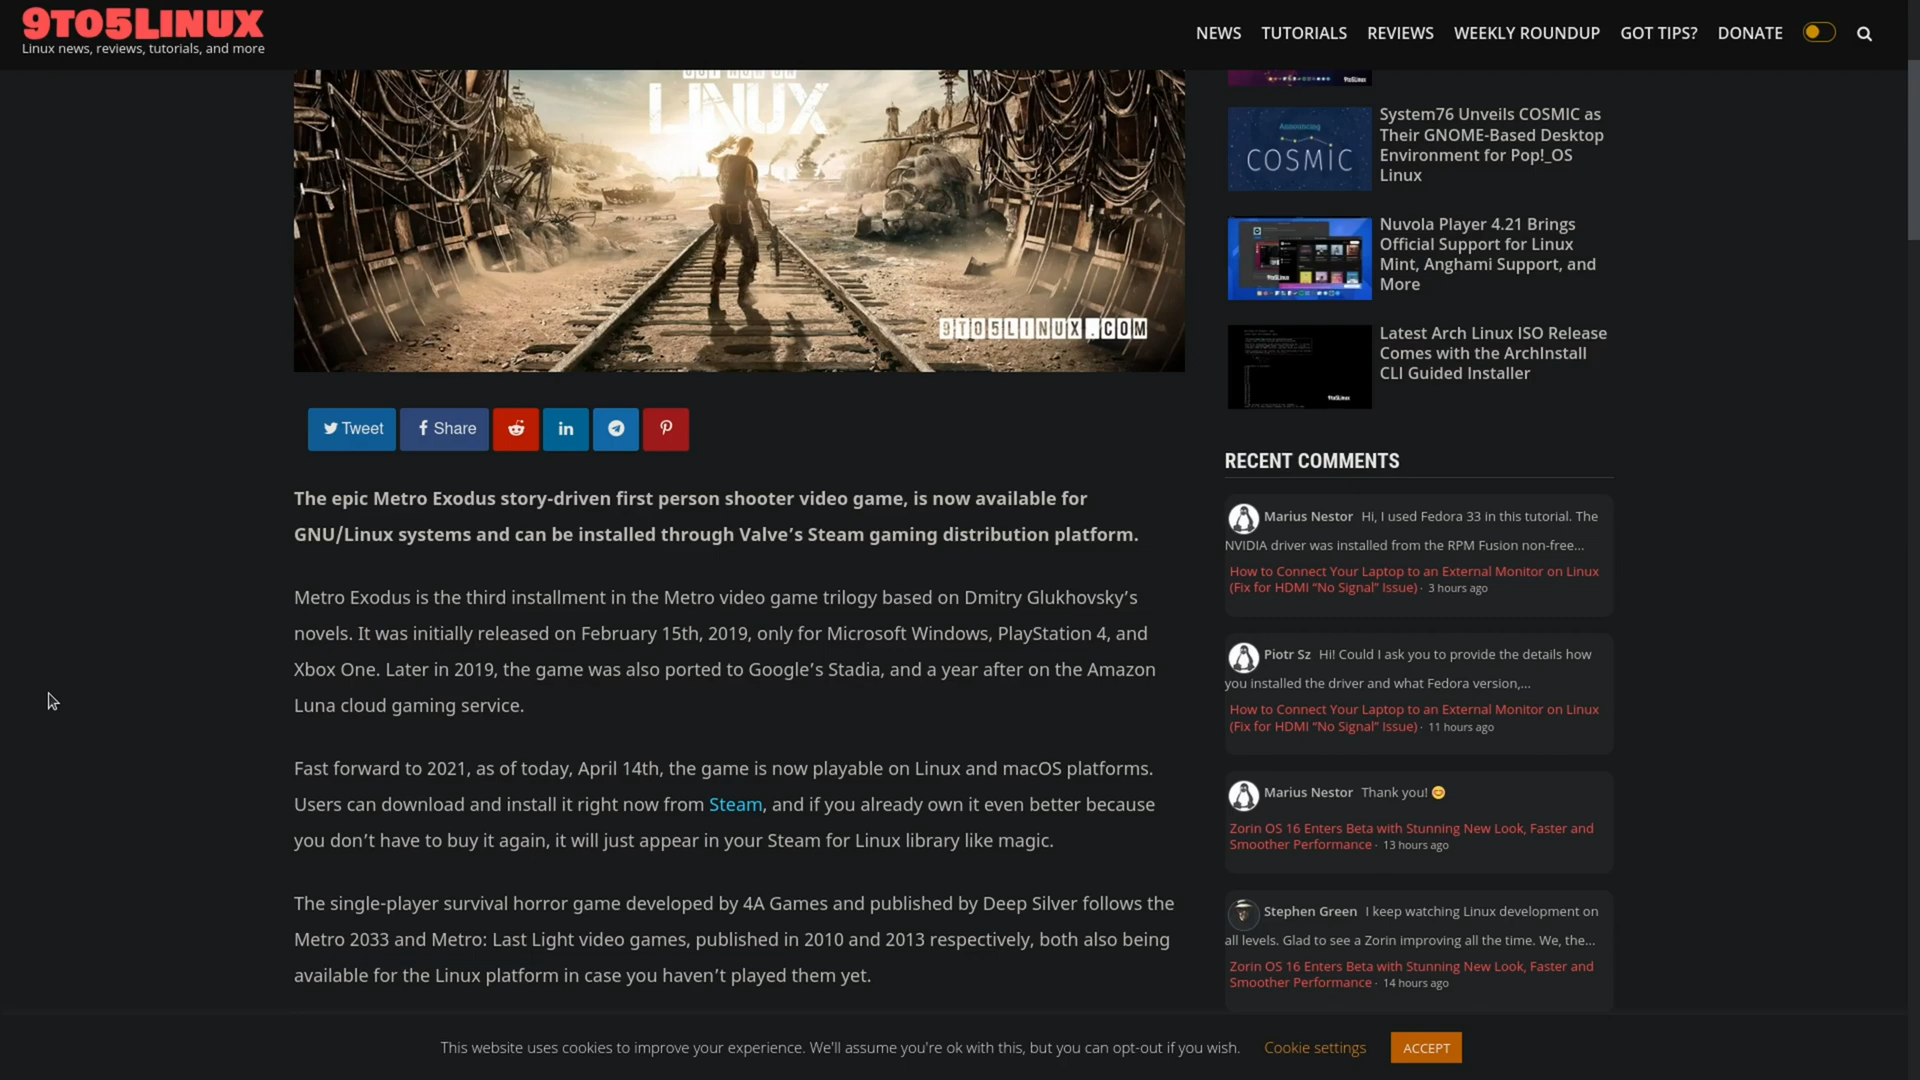 9TO5LINUX
Linux news, reviews, tutorials, and more
NEWS TUTORIALS REVIEWS WEEKLY ROUNDUP GOT TIPS? DONATE
LINUX
9TO5LINUX.COM
Tweet
Share
The epic Metro Exodus story-driven first person shooter video game, is now available for
GNU/Linux systems and can be installed through Valve’s Steam gaming distribution platform.
Metro Exodus is the third installment in the Metro video game trilogy based on Dmitry Glukhovsky’s
novels. It was initially released on February 15th, 2019, only for Microsoft Windows, PlayStation 4, and
Xbox One. Later in 2019, the game was also ported to Google’s Stadia, and a year after on the Amazon
Luna cloud gaming service.
Fast forward to 2021, as of today, April 14th, the game is now playable on Linux and macOS platforms.
Users can download and install it right now from Steam, and if you already own it even better because
you don’t have to buy it again, it will just appear in your Steam for Linux library like magic.
The single-player survival horror game developed by 4A Games and published by Deep Silver follows the
Metro 2033 and Metro: Last Light video games, published in 2010 and 2013 respectively, both also being
available for the Linux platform in case you haven’t played them yet.
9to5Linux
Announcing
COSMIC
System76 Unveils COSMIC as
Their GNOME-Based Desktop
Environment for Pop!_OS
Linux
Nuvola Player 4.21 Brings
Official Support for Linux
Mint, Anghami Support, and
More
9to5Linux
Latest Arch Linux ISO Release
Comes with the ArchInstall
CLI Guided Installer
RECENT COMMENTS
Marius Nestor Hi, I used Fedora 33 in this tutorial. The
NVIDIA driver was installed from the RPM Fusion non-free...
How to Connect Your Laptop to an External Monitor on Linux
(Fix for HDMI “No Signal” Issue) · 3 hours ago
Piotr Sz Hi! Could I ask you to provide the details how
you installed the driver and what Fedora version,...
How to Connect Your Laptop to an External Monitor on Linux
(Fix for HDMI “No Signal” Issue) · 11 hours ago
Marius Nestor Thank you! 😊
Zorin OS 16 Enters Beta with Stunning New Look, Faster and
Smoother Performance · 13 hours ago
Stephen Green I keep watching Linux development on
all levels. Glad to see a Zorin improving all the time. We, the...
Zorin OS 16 Enters Beta with Stunning New Look, Faster and
Smoother Performance · 14 hours ago
This website uses cookies to improve your experience. We'll assume you're ok with this, but you can opt-out if you wish. Cookie settings ACCEPT